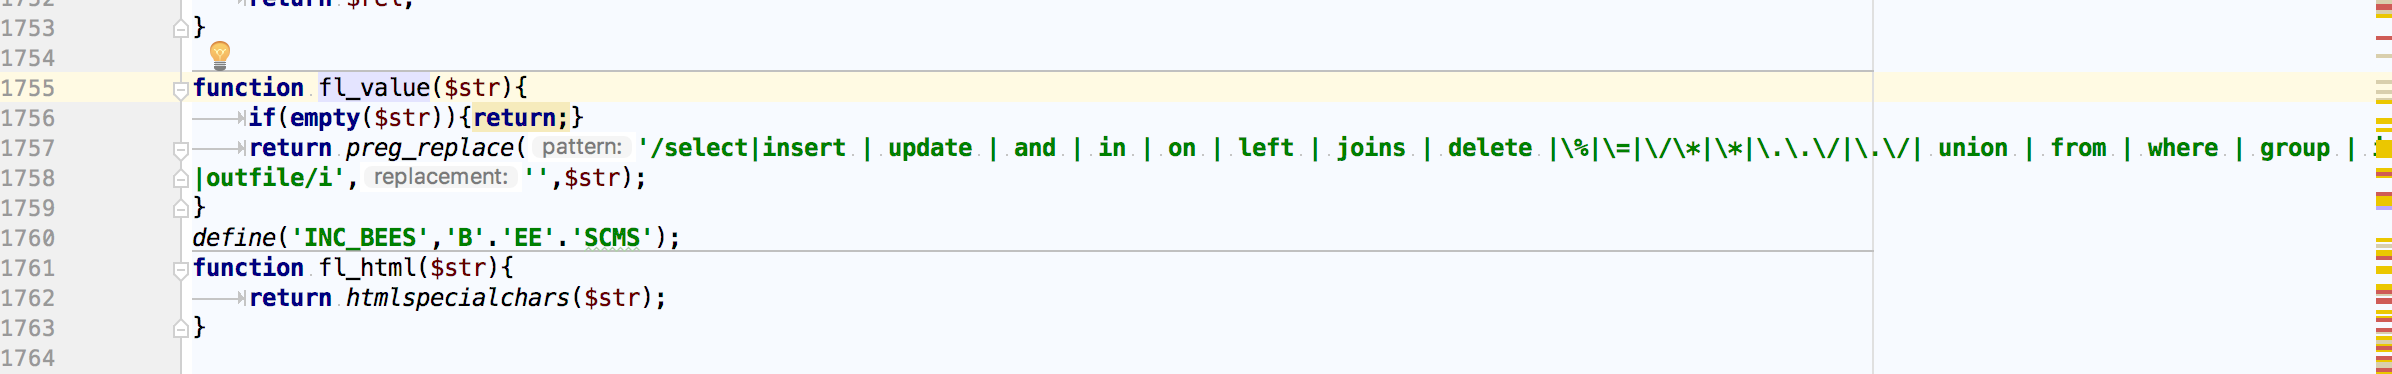 1752 return $rel;
1753 }
1754
1755 function fl_value($str){
1756 if(empty($str)){return;}
1757 return preg_replace( pattern: '/select|insert | update | and | in | on | left | joins | delete |\%|\=|\/\*|\*|\.\.\/|\.\/| union | from | where | group |
1758 |outfile/i', replacement: '',$str);
1759 }
1760 define('INC_BEES','B'.'EE'.'SCMS');
1761 function fl_html($str){
1762 return htmlspecialchars($str);
1763 }
1764